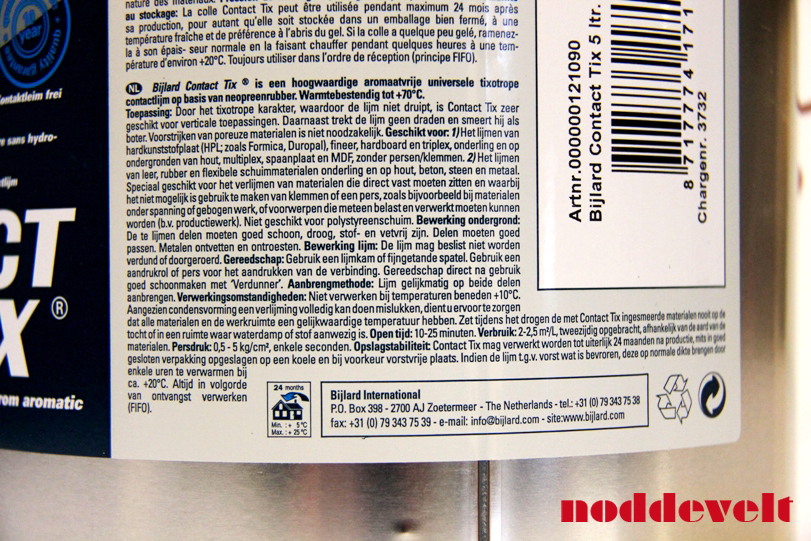 nature des matériaux.
au stockage: La colle Contact Tix peut être utilisée pendant maximum 24 mois après
sa production, pour autant qu'elle soit stockée dans un emballage bien fermé, à une
température fraîche et de préférence à l'abris du gel. Si la colle a quelque peu gelé, ramenez-
la à son épais- seur normale en la faisant chauffer pendant quelques heures à une tem-
pérature d'environ +20°C. Toujours utiliser dans l'ordre de réception (principe FIFO).
NL Bijlard Contact Tix ® is een hoogwaardige aromaatvrije universele tixotrope
contactlijm op basis van neopreenrubber. Warmtebestendig tot +70°C.
Toepassing: Door het tixotrope karakter, waardoor de lijm niet druipt, is Contact Tix zeer
geschikt voor verticale toepassingen. Daarnaast trekt de lijm geen draden en smeert hij als
boter. Voorstrijken van poreuze materialen is niet noodzakelijk. Geschikt voor: 1) Het lijmen van
hardkunststofplaat (HPL; zoals Formica, Duropal), fineer, hardboard en triplex, onderling en op
ondergronden van hout, multiplex, spaanplaat en MDF, zonder persen/klemmen. 2) Het lijmen
van leer, rubber en flexibele schuimmaterialen onderling en op hout, beton, steen en metaal.
Speciaal geschikt voor het verlijmen van materialen die direct vast moeten zitten en waarbij
het niet mogelijk is gebruik te maken van klemmen of een pers, zoals bijvoorbeeld bij materialen
onder spanning of gebogen werk, of voorwerpen die meteen belast en verwerkt moeten kunnen
worden (b.v. productiewerk). Niet geschikt voor polystyreenschuim. Bewerking ondergrond:
De te lijmen delen moeten goed schoon, droog, stof- en vetvrij zijn. Delen moeten goed
passen. Metalen ontvetten en ontroesten. Bewerking lijm: De lijm mag beslist niet worden
verdund of doorgeroerd. Gereedschap: Gebruik een lijmkam of fijngetande spatel. Gebruik een
aandrukrol of pers voor het aandrukken van de verbinding. Gereedschap direct na gebruik
goed schoonmaken met 'Verdunner'. Aanbrengmethode: Lijm gelijkmatig op beide delen
aanbrengen. Verwerkingsomstandigheden: Niet verwerken bij temperaturen beneden +10°C.
Aangezien condensvorming een verlijming volledig kan doen mislukken, dient u ervoor te zorgen
dat alle materialen en de werkruimte een gelijkwaardige temperatuur hebben. Zet tijdens het drogen de met Contact Tix ingesmeerde materialen nooit op de
tocht of in een ruimte waar waterdamp of stof aanwezig is. Open tijd: 10-25 minuten. Verbruik: 2-2,5 m²/L, tweezijdig opgebracht, afhankelijk van de aard van de
materialen. Persdruk: 0,5 - 5 kg/cm², enkele seconden. Opslagstabiliteit: Contact Tix mag verwerkt worden tot uiterlijk 24 maanden na productie, mits in goed
gesloten verpakking opgeslagen op een koele en bij voorkeur vorstvrije plaats. Indien de lijm t.g.v. vorst wat is bevroren, deze op normale dikte brengen door
enkele uren te verwarmen bij
ca. +20°C. Altijd in volgorde
van ontvangst verwerken
(FIFO).
24 months
Min. : + 5°C
Max. : + 25°C
Bijlard International
P.O. Box 398 - 2700 AJ Zoetermeer - The Netherlands - tel.: +31 (0) 79 343 75 38
fax: +31 (0) 79 343 75 39 - e-mail: info@bijlard.com - site:www.bijlard.com
Artnr.000000121090
Bijlard Contact Tix 5 ltr.
8 717774 171
Chargenr. 3732
10
year
Kontaktleim frei
e sans hydro-
ctlijm
CT
X ®
rom aromatic
noddevelt